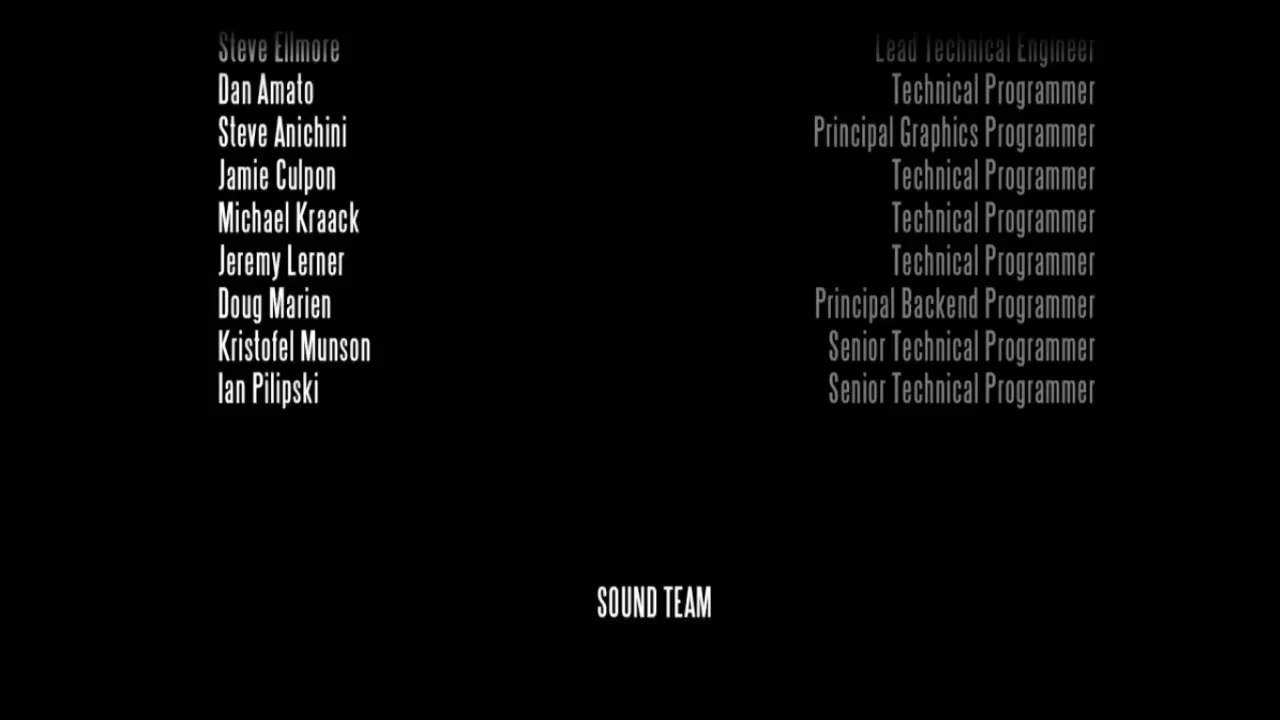 Steve Ellmore Lead Technical Engineer
Dan Amato Technical Programmer
Steve Anichini Principal Graphics Programmer
Jamie Culpon Technical Programmer
Michael Kraack Technical Programmer
Jeremy Lerner Technical Programmer
Doug Marien Principal Backend Programmer
Kristofel Munson Senior Technical Programmer
Ian Pilipski Senior Technical Programmer
SOUND TEAM